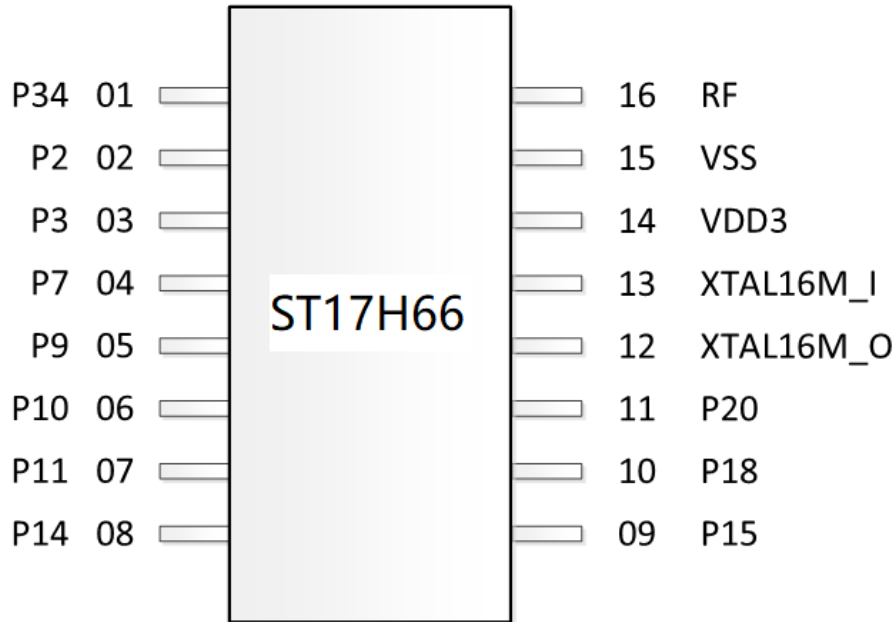 P34 01 16 RF
P2 02 15 VSS
P3 03 14 VDD3
P7 04 13 XTAL16M_I
ST17H66
P9 05 12 XTAL16M_O
P10 06 11 P20
P11 07 10 P18
P14 08 09 P15